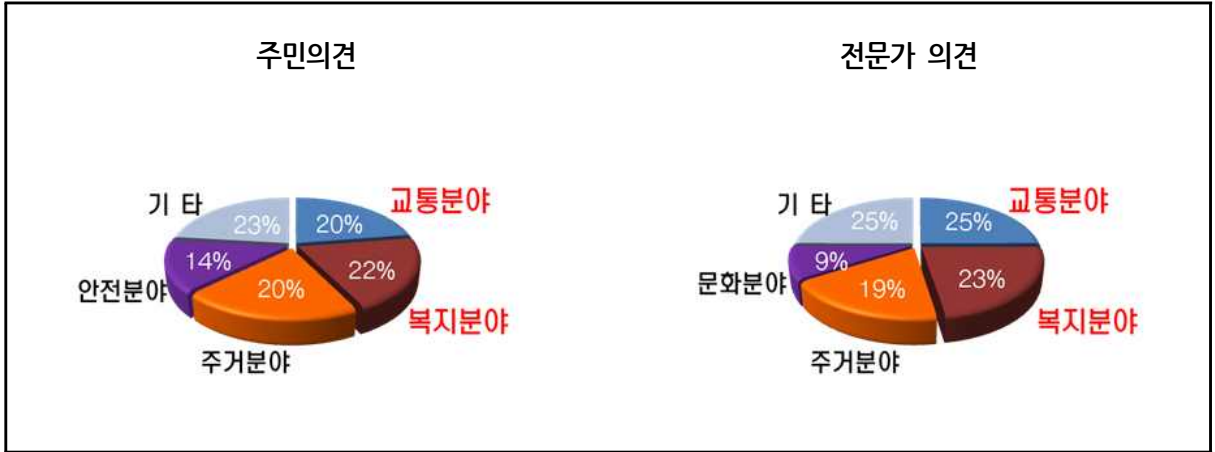 주민의견
기 타
23%
20%
교통분야
안전분야
14%
20%
22%
복지분야
주거분야
전문가 의견
기 타
25%
25%
교통분야
문화분야
9%
19%
23%
복지분야
주거분야